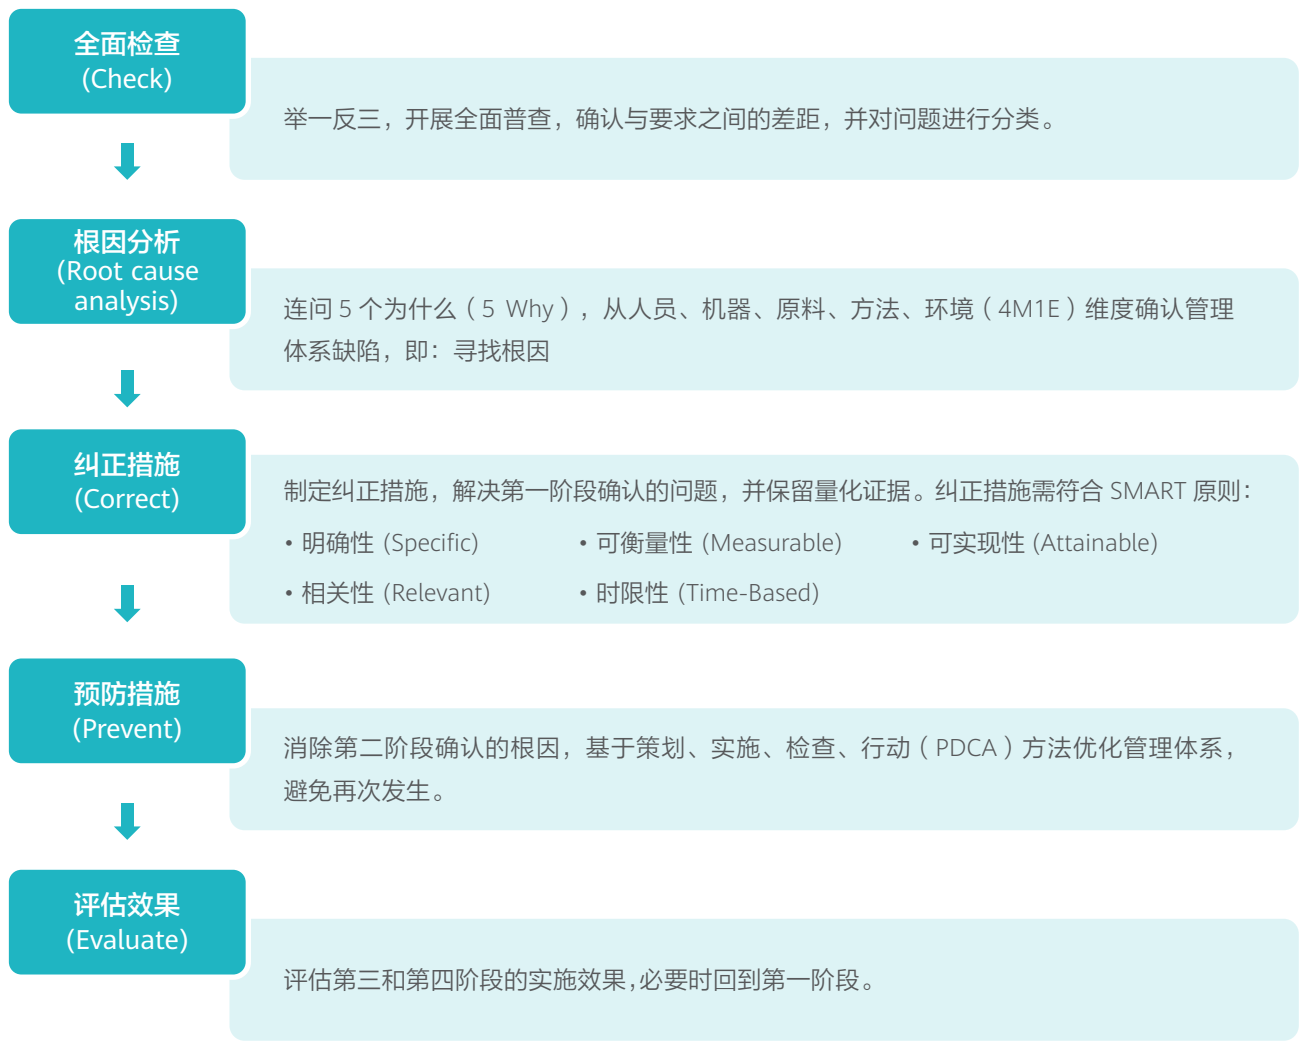 全面检查
(Check)
举一反三，开展全面普查，确认与要求之间的差距，并对问题进行分类。
根因分析
(Root cause
analysis)
连问 5 个为什么（5 Why），从人员、机器、原料、方法、环境（4M1E）维度确认管理
体系缺陷，即：寻找根因
纠正措施
(Correct)
制定纠正措施，解决第一阶段确认的问题，并保留量化证据。纠正措施需符合 SMART 原则：
• 明确性 (Specific) • 可衡量性 (Measurable) • 可实现性 (Attainable)
• 相关性 (Relevant) • 时限性 (Time-Based)
预防措施
(Prevent)
消除第二阶段确认的根因，基于策划、实施、检查、行动（PDCA）方法优化管理体系，
避免再次发生。
评估效果
(Evaluate)
评估第三和第四阶段的实施效果，必要时回到第一阶段。